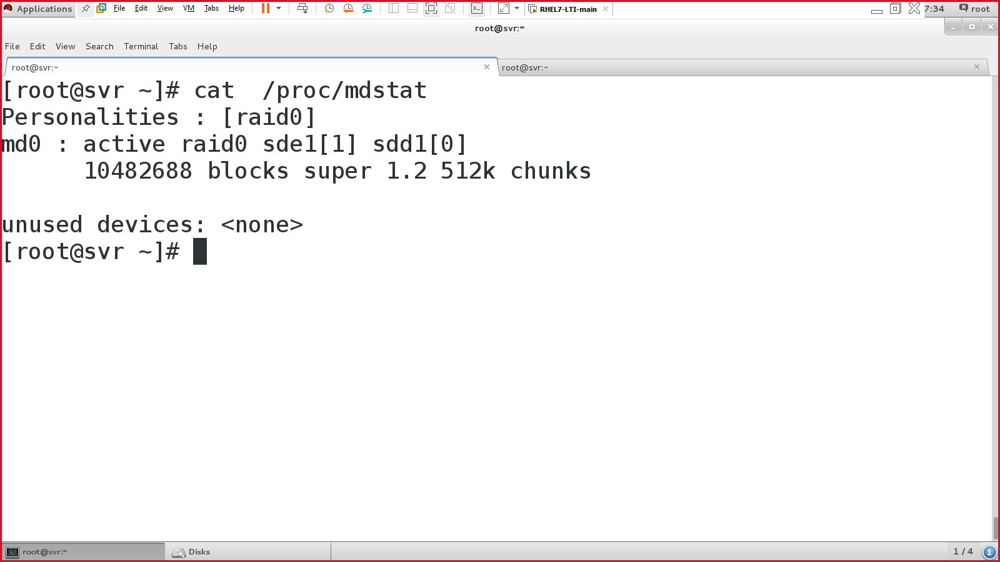 Applications File Edit View VM Tabs Help RHEL7-LTI-main 7:34 root
root@svr:~
File Edit View Search Terminal Tabs Help
root@svr:~ root@svr:~
[root@svr ~]# cat  /proc/mdstat
Personalities : [raid0]
md0 : active raid0 sde1[1] sdd1[0]
      10482688 blocks super 1.2 512k chunks
unused devices: <none>
[root@svr ~]#
root@svr:~ Disks 1 / 4 1